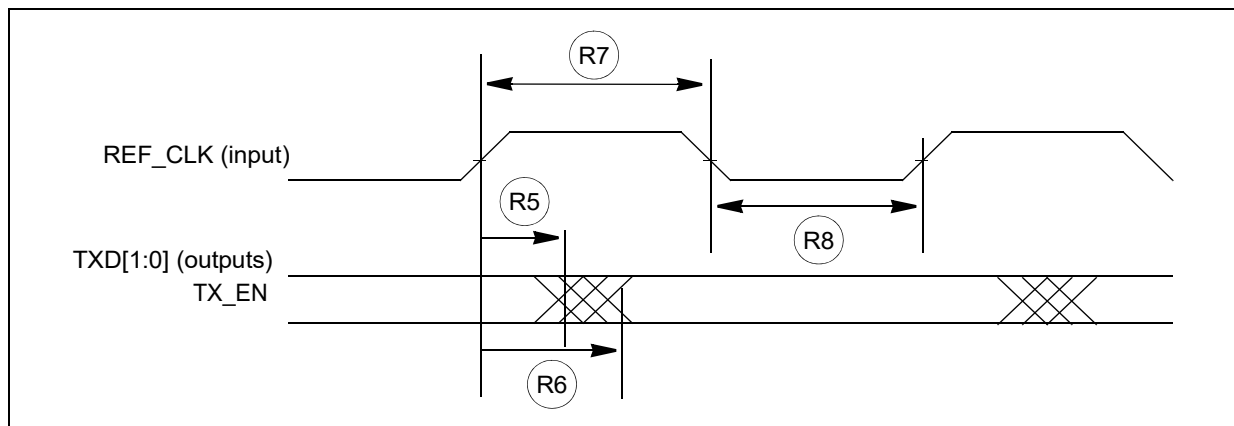 R7
REF_CLK (input)
R5
R8
TXD[1:0] (outputs)
TX_EN
R6